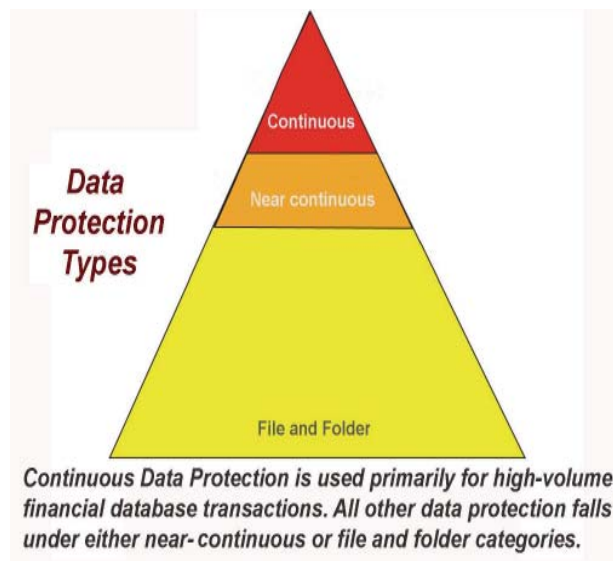 Continuous
Near continuous
Data
Protection
Types
File and Folder
Continuous Data Protection is used primarily for high-volume
financial database transactions. All other data protection falls
under either near-continuous or file and folder categories.